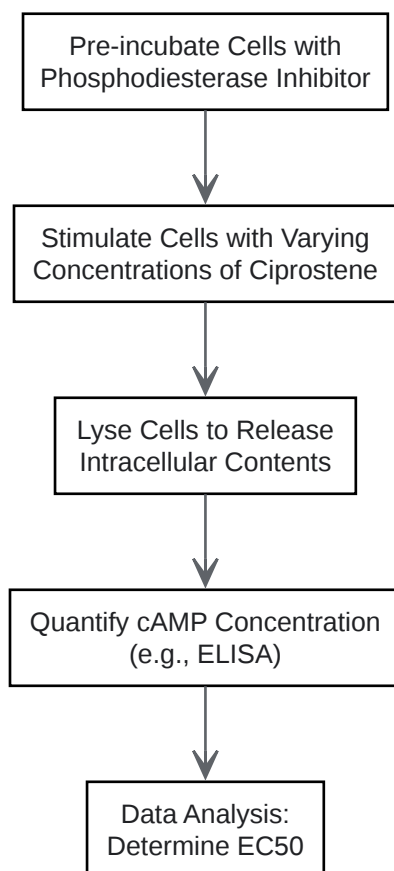 Pre-incubate Cells with
Phosphodiesterase Inhibitor
Stimulate Cells with Varying
Concentrations of Ciprostene
Lyse Cells to Release
Intracellular Contents
Quantify cAMP Concentration
(e.g., ELISA)
Data Analysis:
Determine EC50